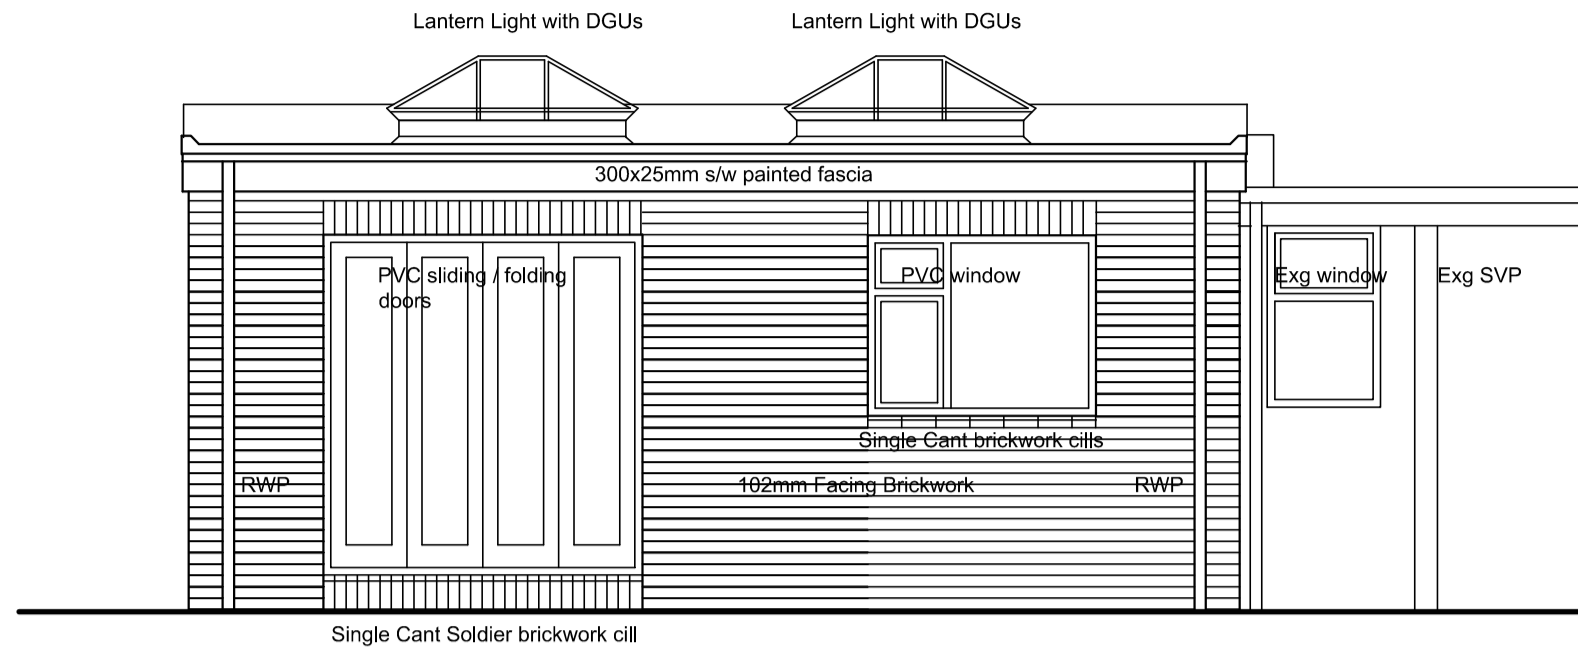 Lantern Light with DGUs
Lantern Light with DGUs
300x25mm s/w painted fascia
PVC sliding / folding
doors
PVC window
Exg window
Exg SVP
Single Cant brickwork cills
RWP
102mm Facing Brickwork
RWP
Single Cant Soldier brickwork cill